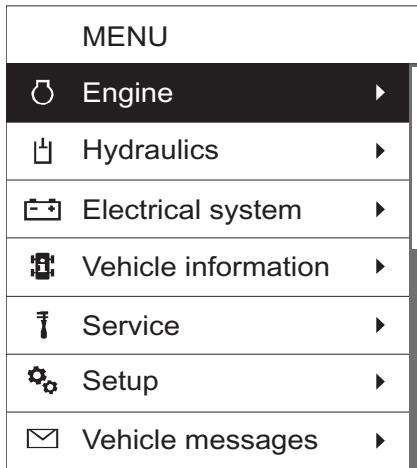 MENU
Engine
Hydraulics
Electrical system
Vehicle information
Service
Setup
Vehicle messages